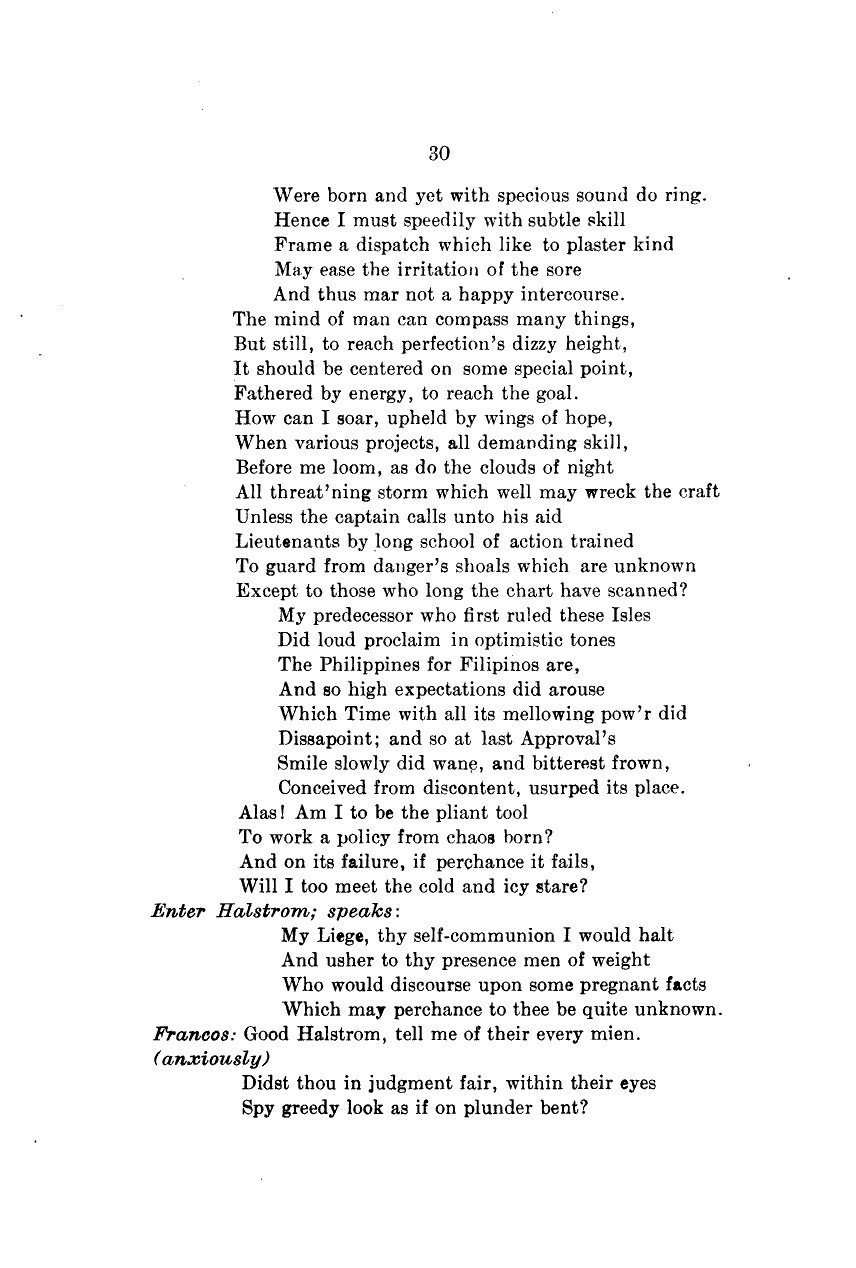 30
Were born and yet with specious sound do ring.
Hence I must speedily with subtle skill
Frame a dispatch which like to plaster kind
May ease the irritation of the sore
And thus mar not a happy intercourse.
The mind of man can compass many things,
But still, to reach perfection's dizzy height,
It should be centered on some special point,
Fathered by energy, to reach the goal.
How can I soar, upheld by wings of hope,
When various projects, all demanding skill,
Before me loom, as do the clouds of night
All threat'ning storm which well may wreck the craft
Unless the captain calls unto his aid
Lieutenants by long school of action trained
To guard from danger's shoals which are unknown
Except to those who long the chart have scanned?
My predecessor who first ruled these Isles
Did loud proclaim in optimistic tones
The Philippines for Filipinos are,
And so high expectations did arouse
Which Time with all its mellowing pow'r did
Dissapoint; and so at last Approval's
Smile slowly did wane, and bitterest frown,
Conceived from discontent, usurped its place.
Alas! Am I to be the pliant tool
To work a policy from chaos born?
And on its failure, if perchance it fails,
Will I too meet the cold and icy stare?
Enter Halstrom; speaks:
My Liege, thy self-communion I would halt
And usher to thy presence men of weight
Who would discourse upon some pregnant facts
Which may perchance to thee be quite unknown.
Francos: Good Halstrom, tell me of their every mien.
(anxiously)
Didst thou in judgment fair, within their eyes
Spy greedy look as if on plunder bent?